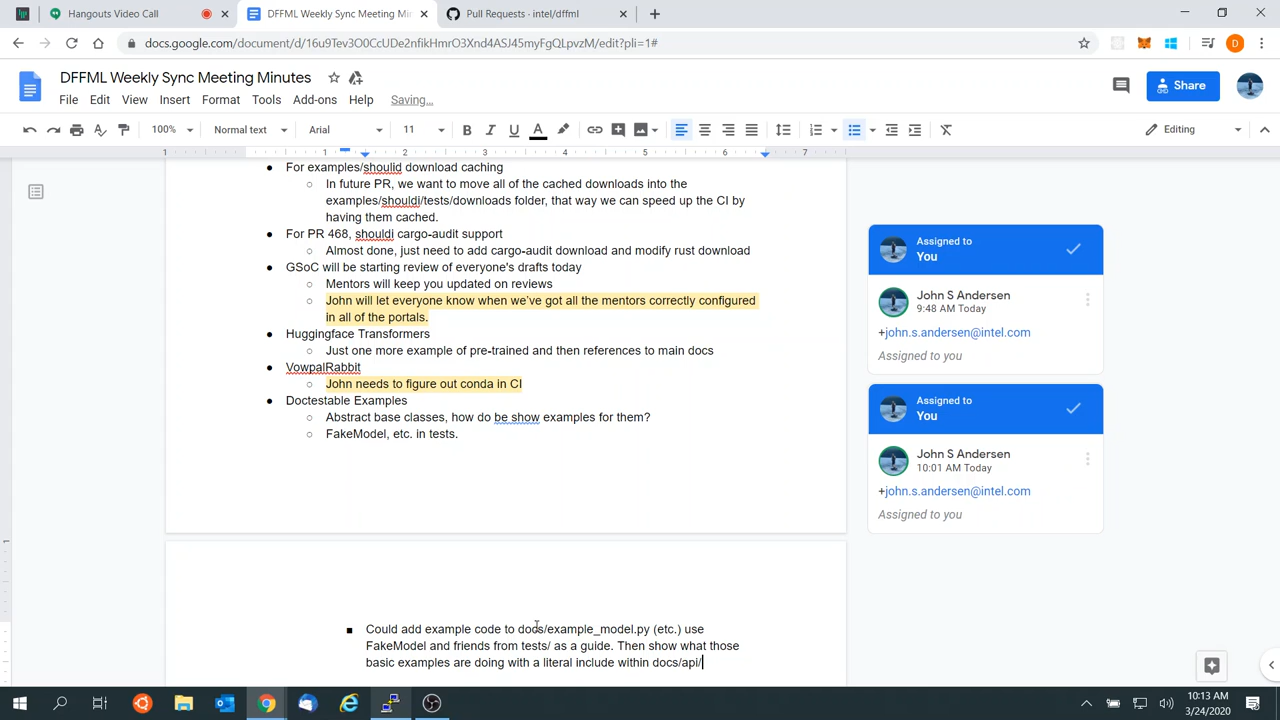 Hangouts Video Call
DFFML Weekly Sync Meeting Min
Pull Requests · intel/dffml
docs.google.com/document/d/16u9Tev3O0CcUDe2nfikHmrO3Xnd4ASJ45myFgQLpvzM/edit?pli=1#
D
DFFML Weekly Sync Meeting Minutes
File Edit View Insert Format Tools Add-ons Help Saving...
Share
100% Normal text Arial 11 B I U A Editing
1 1 2 3 4 5 6 7
For examples/shoulid download caching
In future PR, we want to move all of the cached downloads into the
examples/shouldi/tests/downloads folder, that way we can speed up the CI by
having them cached.
For PR 468, shouldi cargo-audit support
Almost done, just need to add cargo-audit download and modify rust download
GSoC will be starting review of everyone's drafts today
Mentors will keep you updated on reviews
John will let everyone know when we've got all the mentors correctly configured
in all of the portals.
Huggingface Transformers
Just one more example of pre-trained and then references to main docs
VowpalRabbit
John needs to figure out conda in CI
Doctestable Examples
Abstract base classes, how do be show examples for them?
FakeModel, etc. in tests.
Could add example code to docs/example_model.py (etc.) use
FakeModel and friends from tests/ as a guide. Then show what those
basic examples are doing with a literal include within docs/api/
Assigned to
You
John S Andersen
9:48 AM Today
+john.s.andersen@intel.com
Assigned to you
Assigned to
You
John S Andersen
10:01 AM Today
+john.s.andersen@intel.com
Assigned to you
1
10:13 AM
3/24/2020